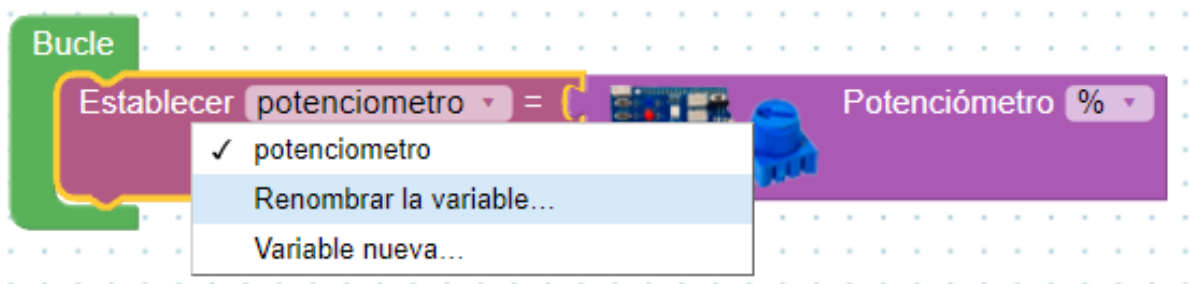 Bucle
Establecer potenciometro = Potenciómetro %
✓ potenciometro
Renombrar la variable...
Variable nueva...